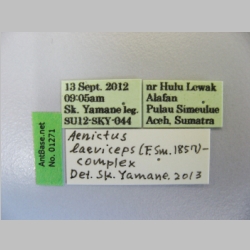 13 Sept. 2012
09:05am
Sk. Yamane leg.
SU12-SKY-044
nr Hulu Lewak
Alafan
Pulau Simeulue
Aceh, Sumatra
AntBase.net
No. 01271
Aenictus
laeviceps (F. Sm. 1857)-
complex
Det. Sk. Yamane. 2013